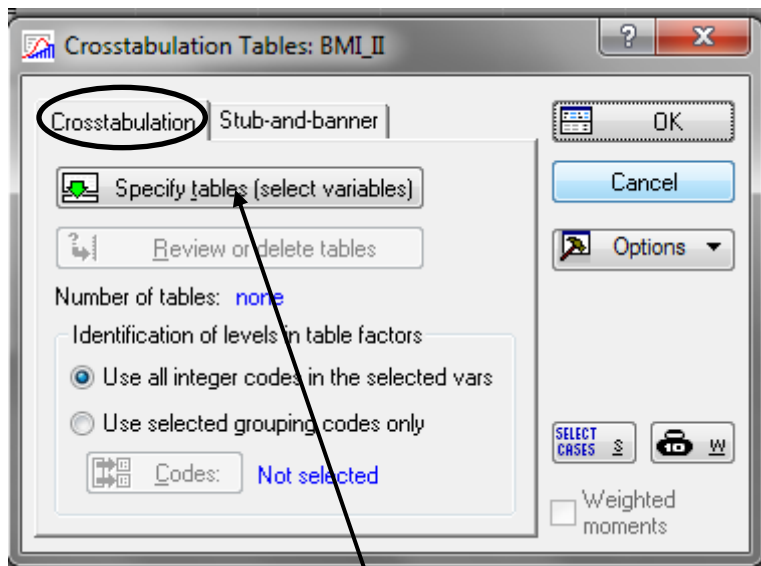 Crosstabulation Tables: BMI_II
?
X
Crosstabulation
Stub-and-banner
OK
Specify tables (select variables)
Cancel
Review or delete tables
Options
Number of tables: none
Identification of levels in table factors
Use all integer codes in the selected vars
Use selected grouping codes only
Codes: Not selected
SELECT
CASES S
W
Weighted
moments